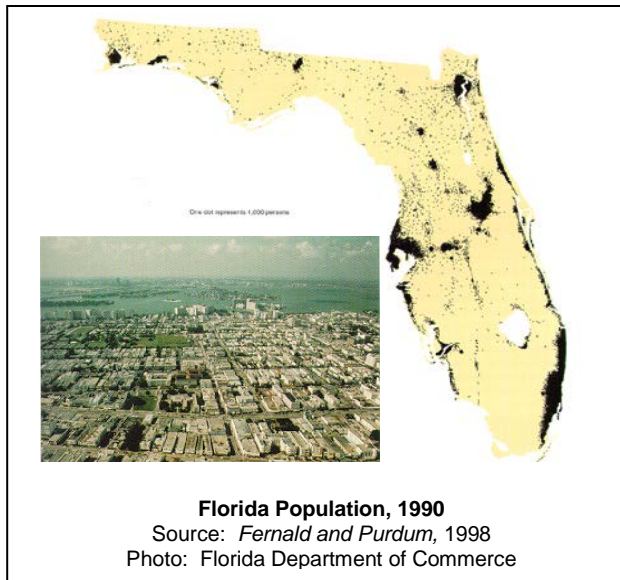 One dot represents 1,000 persons
Florida Population, 1990
Source: Fernald and Purdum, 1998
Photo: Florida Department of Commerce